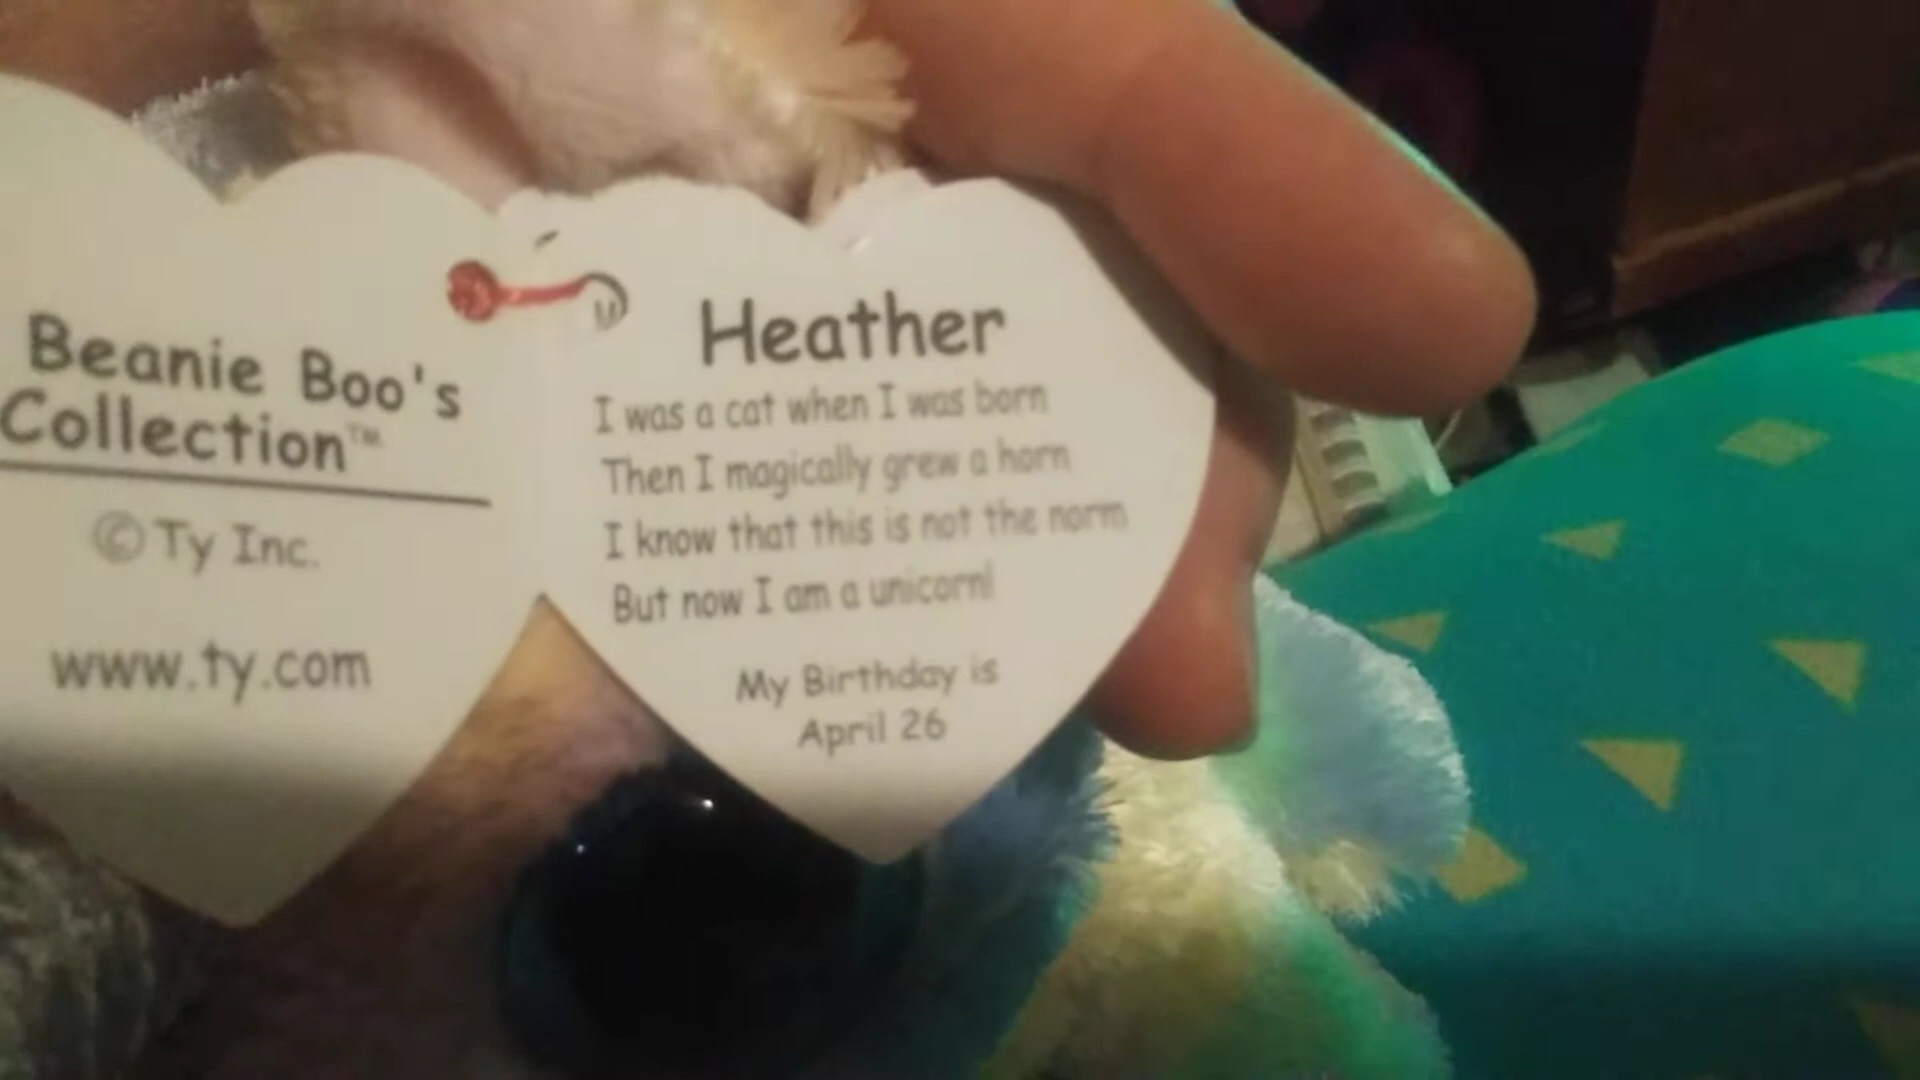 Beanie Boo's
Collection™
© Ty Inc.
www.ty.com
Heather
I was a cat when I was born
Then I magically grew a horn
I know that this is not the norm
But now I am a unicorn!
My Birthday is
April 26